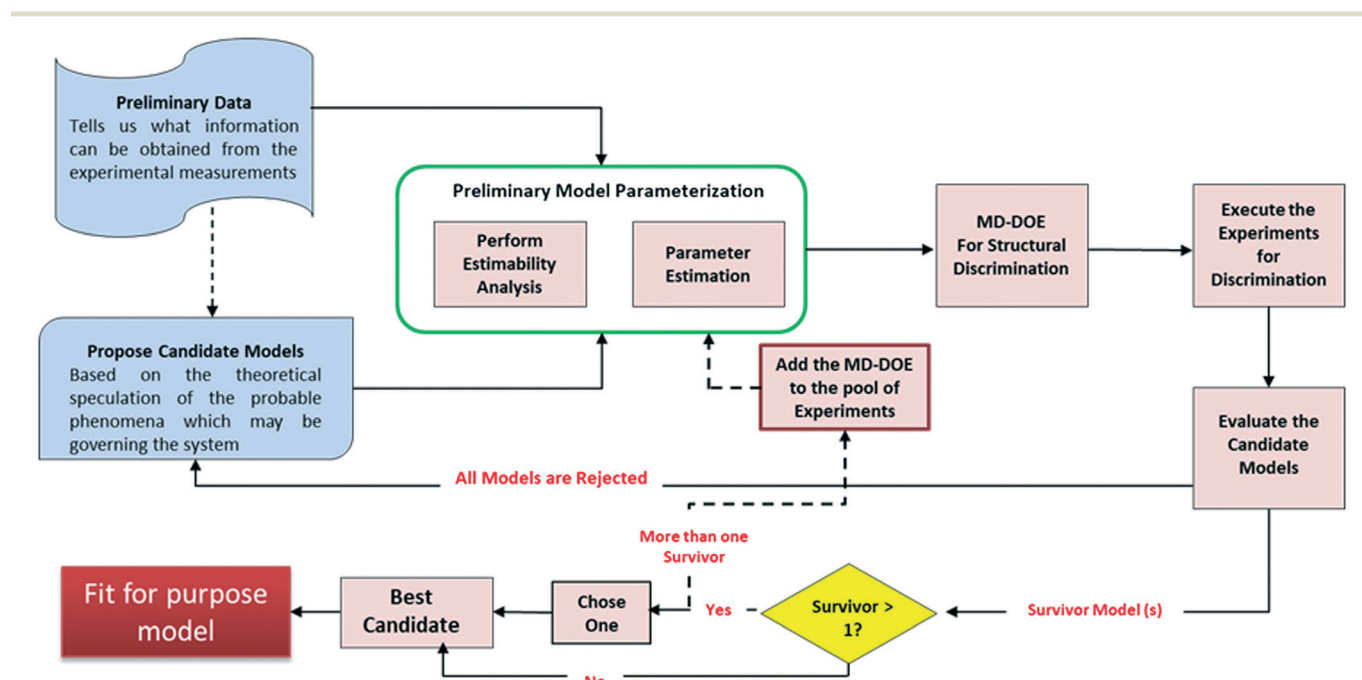 Preliminary Data
Tells us what information
can be obtained from the
experimental measurements
Preliminary Model Parameterization
Perform
Estimability
Analysis
Parameter
Estimation
MD-DOE
For Structural
Discrimination
Execute the
Experiments
for
Discrimination
Propose Candidate Models
Based on the theoretical
speculation of the probable
phenomena which may be
governing the system
Add the MD-DOE
to the pool of
Experiments
Evaluate the
Candidate
Models
All Models are Rejected
More than one
Survivor
Fit for purpose
model
Best
Candidate
Chose
One
Yes
Survivor >
1?
Survivor Model (s)
No